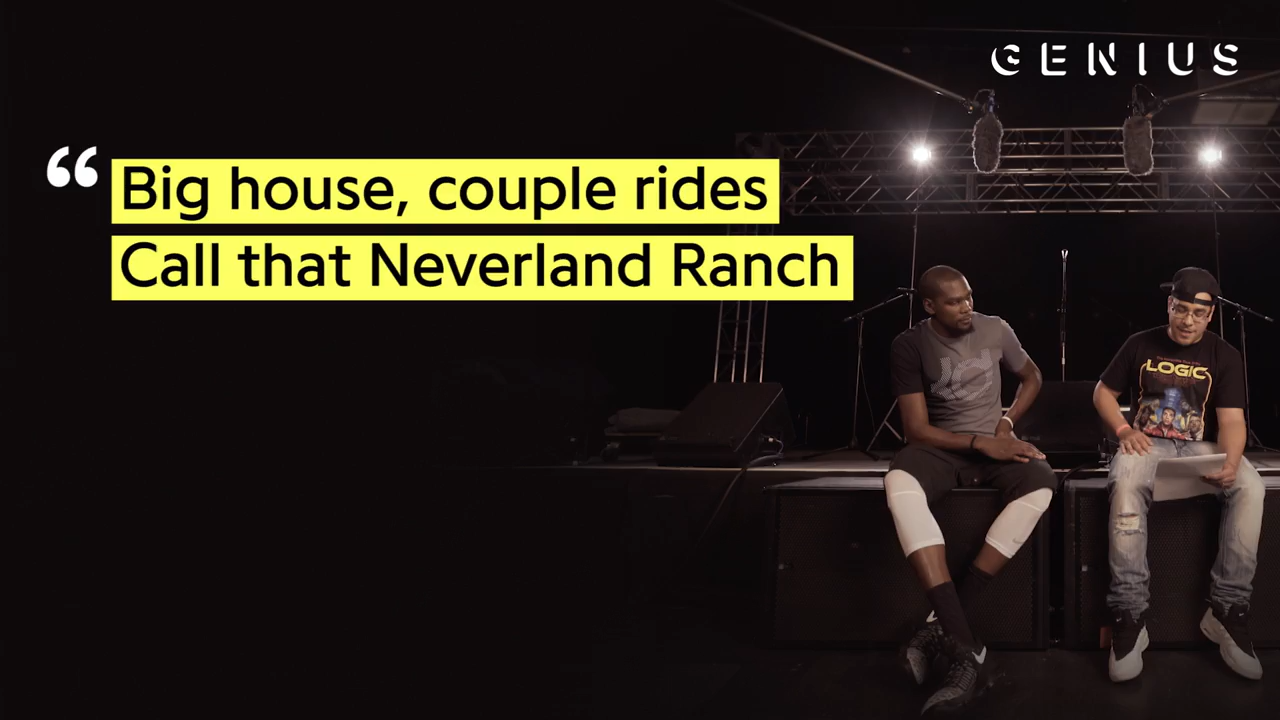 GENIUS
“Big house, couple rides
Call that Neverland Ranch
LOGIC